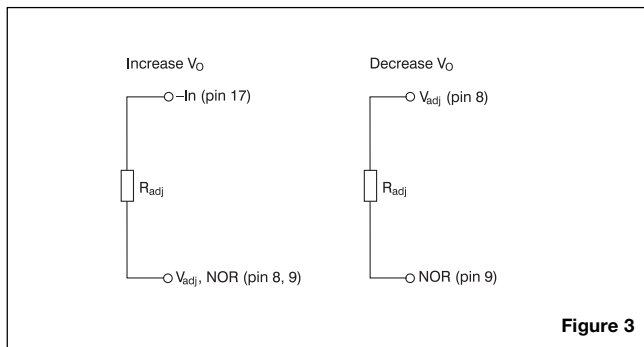 Increase VO
–In (pin 17)
Radj
Vadj, NOR (pin 8, 9)
Decrease VO
Vadj (pin 8)
Radj
NOR (pin 9)
Figure 3